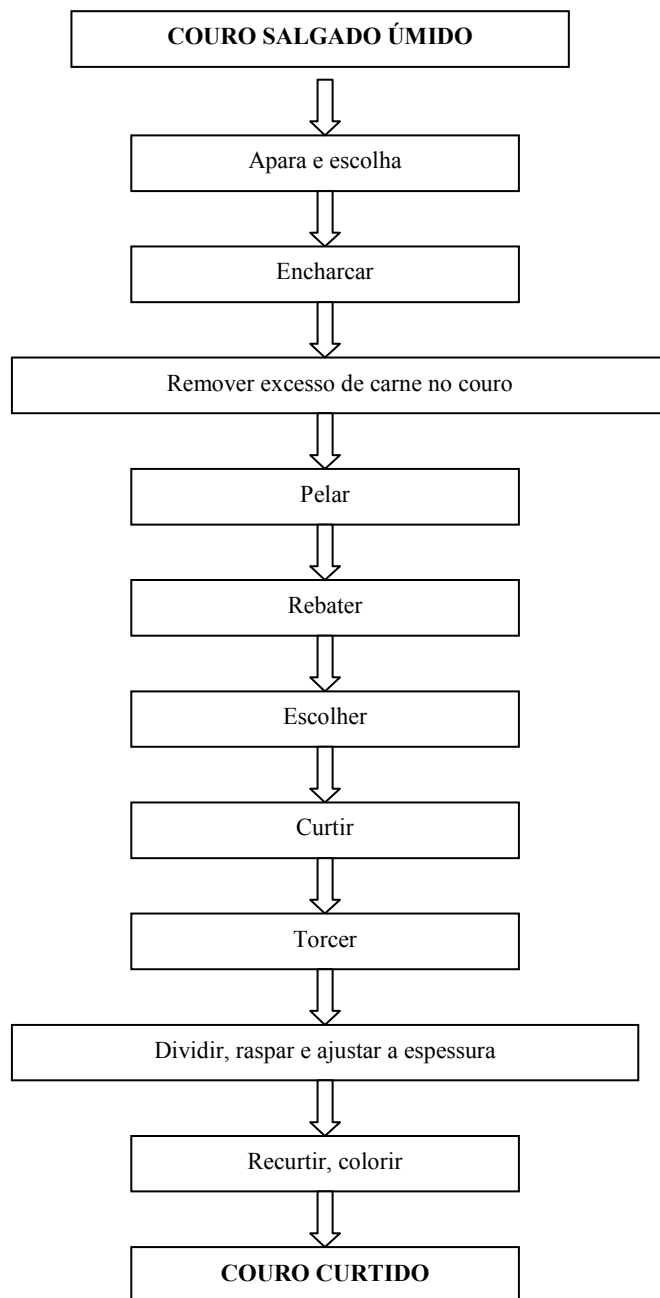 COURO SALGADO ÚMIDO
Apara e escolha
Encharcar
Remover excesso de carne no couro
Pelar
Rebater
Escolher
Curtir
Torcer
Dividir, raspar e ajustar a espessura
Recurtir, colorir
COURO CURTIDO